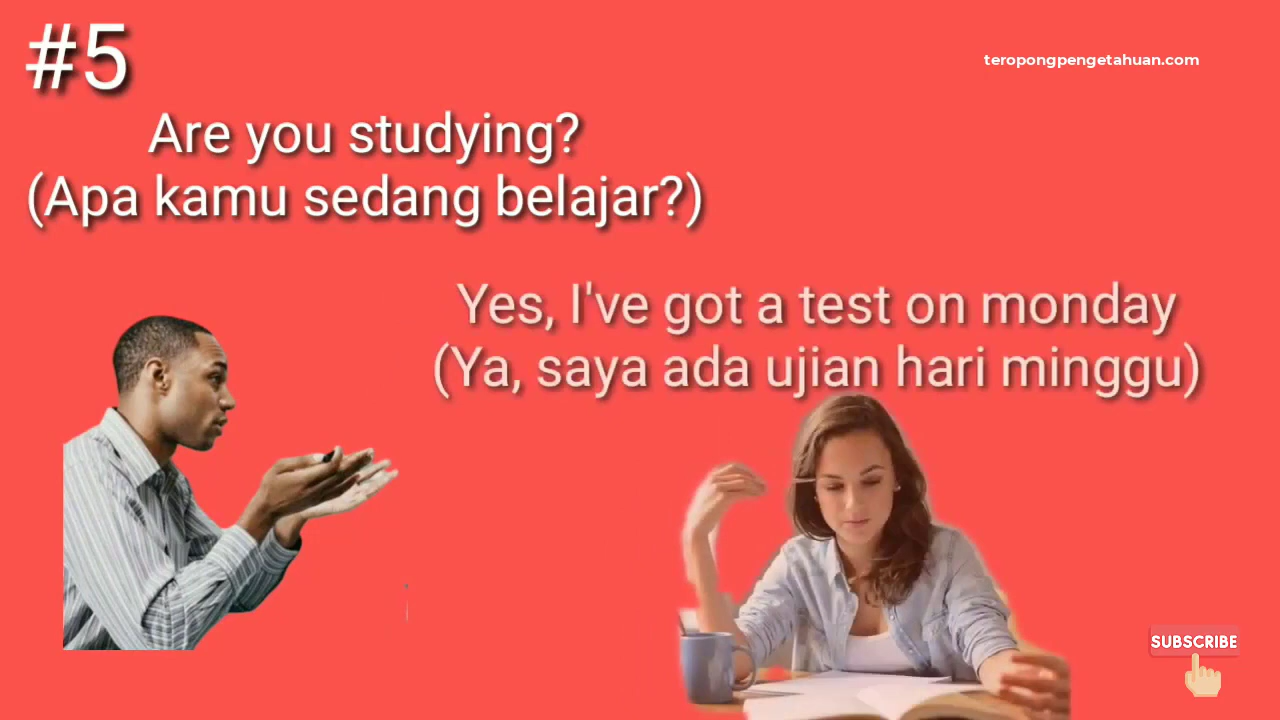 #5
teropongpengetahuan.com
Are you studying?
(Apa kamu sedang belajar?)
Yes, I've got a test on monday
(Ya, saya ada ujian hari minggu)
SUBSCRIBE